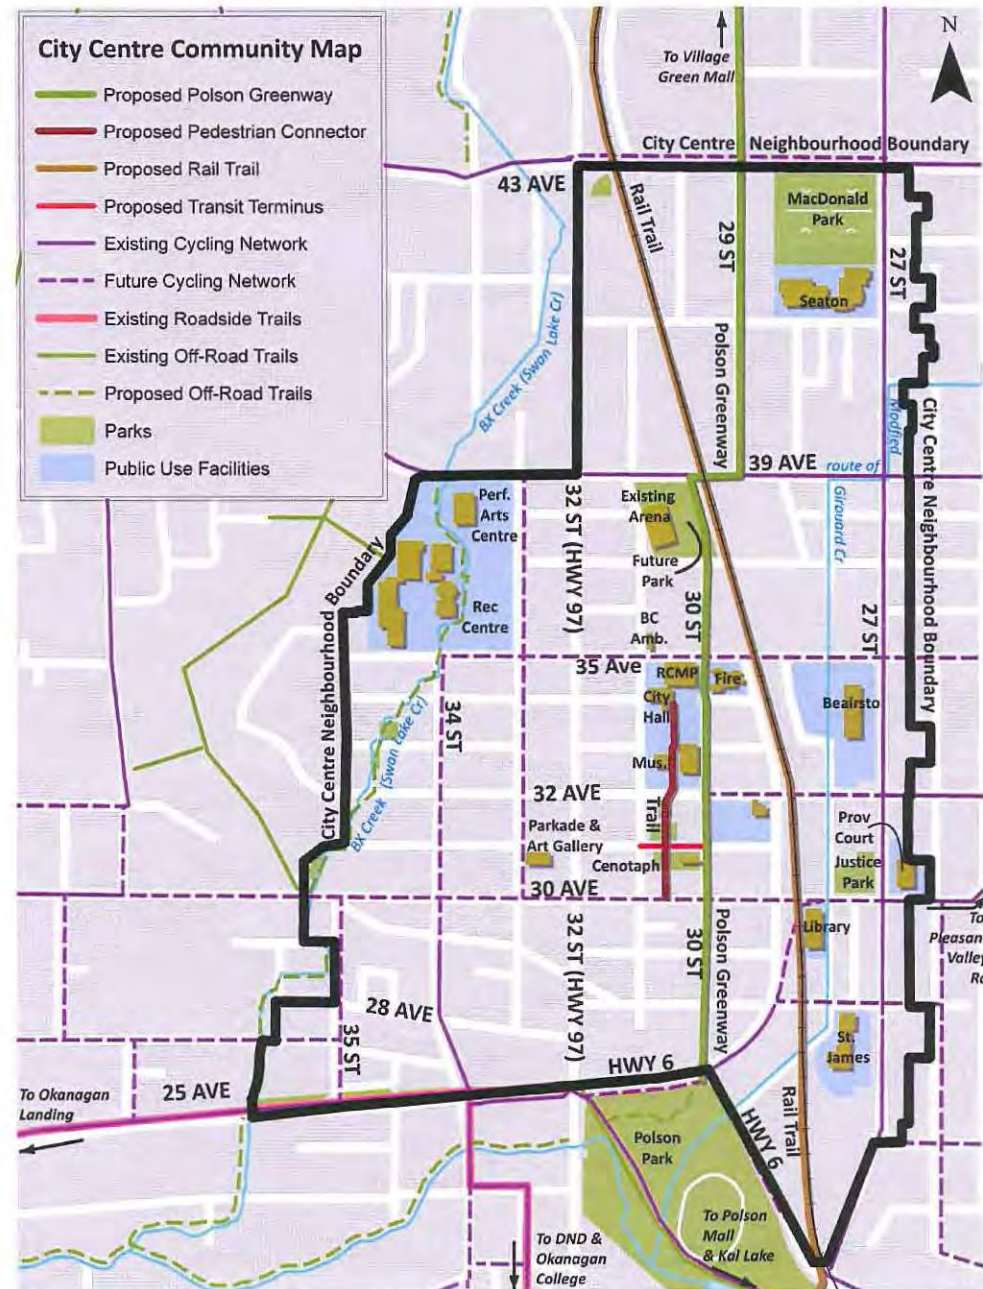 City Centre Community Map
Proposed Polson Greenway
Proposed Pedestrian Connector
Proposed Rail Trail
Proposed Transit Terminus
Existing Cycling Network
Future Cycling Network
Existing Roadside Trails
Existing Off-Road Trails
Proposed Off-Road Trails
Parks
Public Use Facilities
N
To Village
Green Mall
City Centre Neighbourhood Boundary
43 AVE
Rail Trail
29 ST
MacDonald
Park
27 ST
Seaton
BX Creek (Swan Lake Cr)
Polson Greenway
Modfied
City Centre Neighbourhood Boundary
39 AVE
route of
Girouard Cr
Perf.
Arts
Centre
32 ST (HWY 97)
Existing
Arena
Future
Park
City Centre Neighbourhood Boundary
Rec
Centre
BC
Amb.
30 ST
27 ST
35 Ave
RCMP
Fire
City
Hall
34 ST
Beairsto
BX Creek (Swan Lake Cr)
Mus.
32 AVE
Trail
Parkade &
Art Gallery
Cenotaph
Prov
Court
Justice
Park
30 AVE
32 ST (HWY 97)
30 ST
Polson Greenway
Library
To
Pleasan
Valley
Ro
28 AVE
35 ST
St.
James
HWY 6
25 AVE
To Okanagan
Landing
Rail Trail
HWY 6
Polson
Park
To Polson
Mall
& Kal Lake
To DND &
Okanagan
College